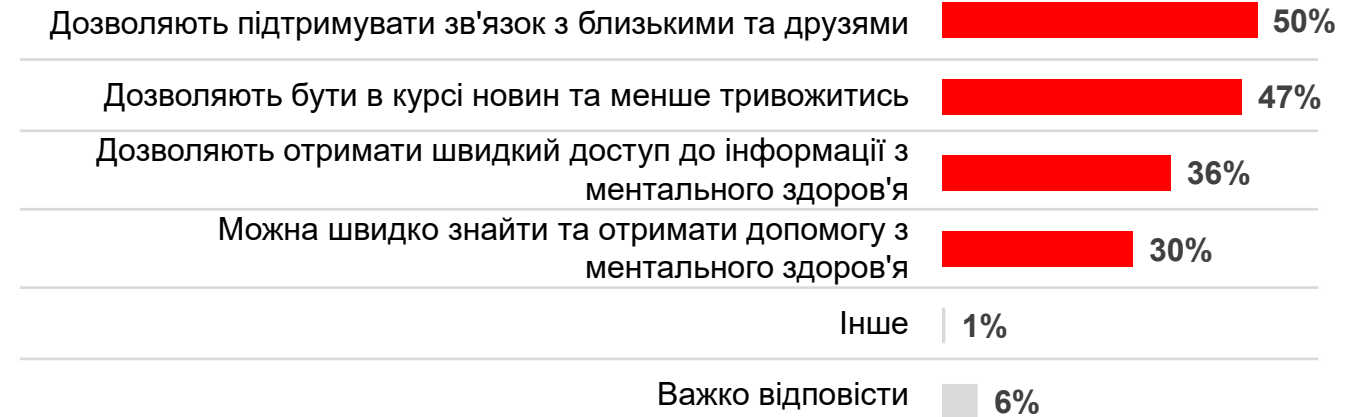 Дозволяють підтримувати зв'язок з близькими та друзями 50%
Дозволяють бути в курсі новин та менше тривожитись 47%
Дозволяють отримати швидкий доступ до інформації з
ментального здоров'я 36%
Можна швидко знайти та отримати допомогу з
ментального здоров'я 30%
Інше 1%
Важко відповісти 6%